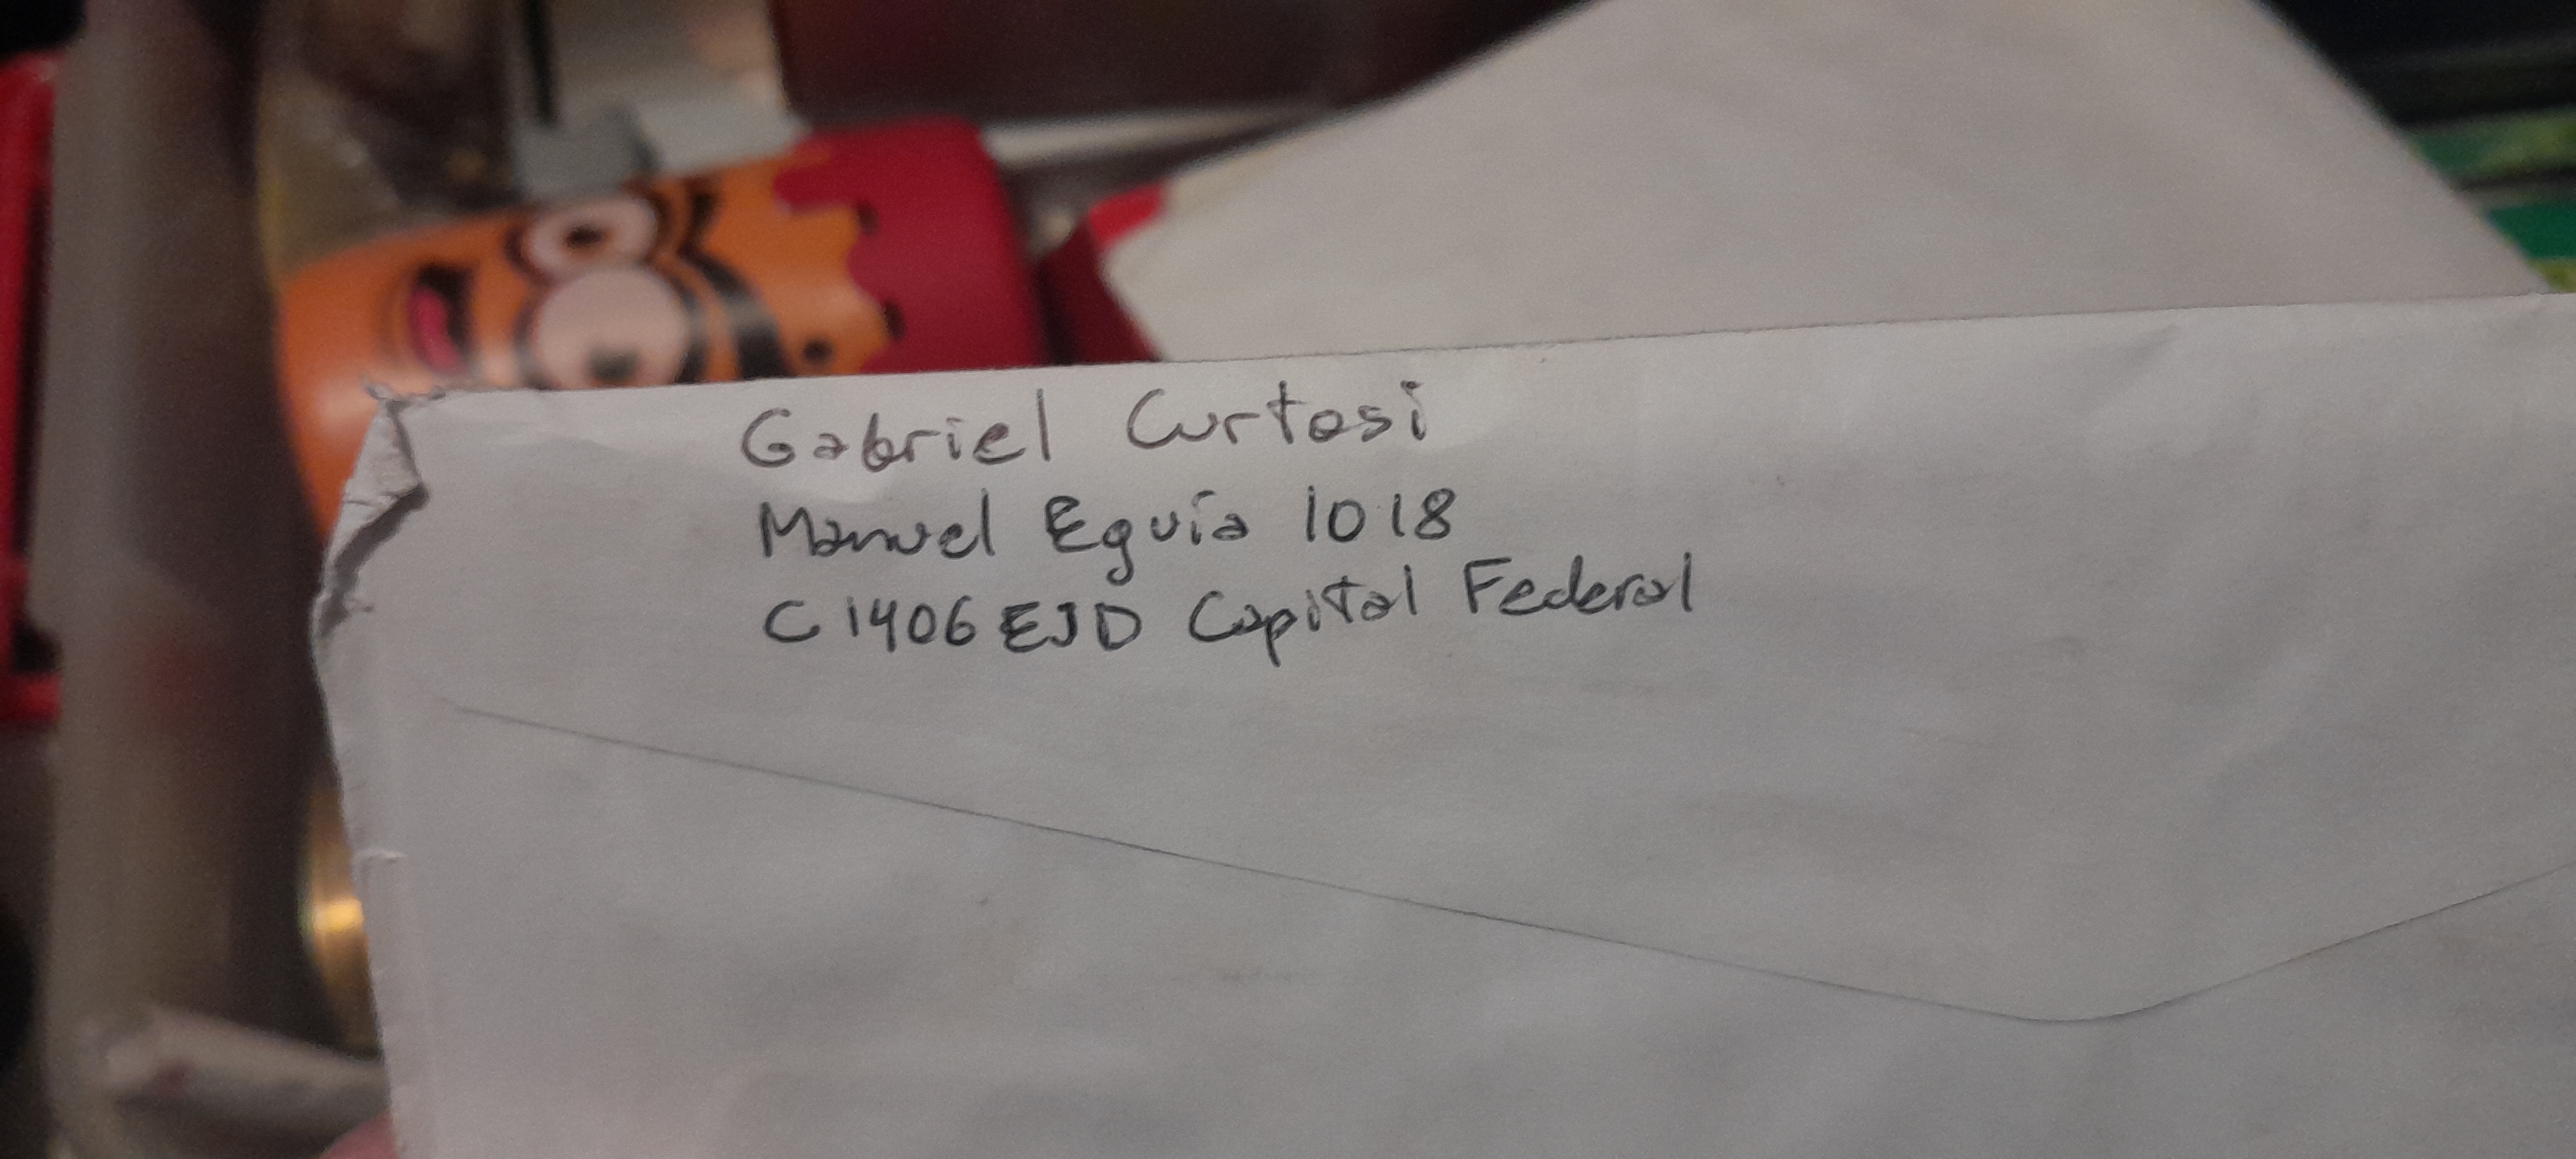 Gabriel Curtosi
Manuel Eguía 1018
C1406EJD Capital Federal